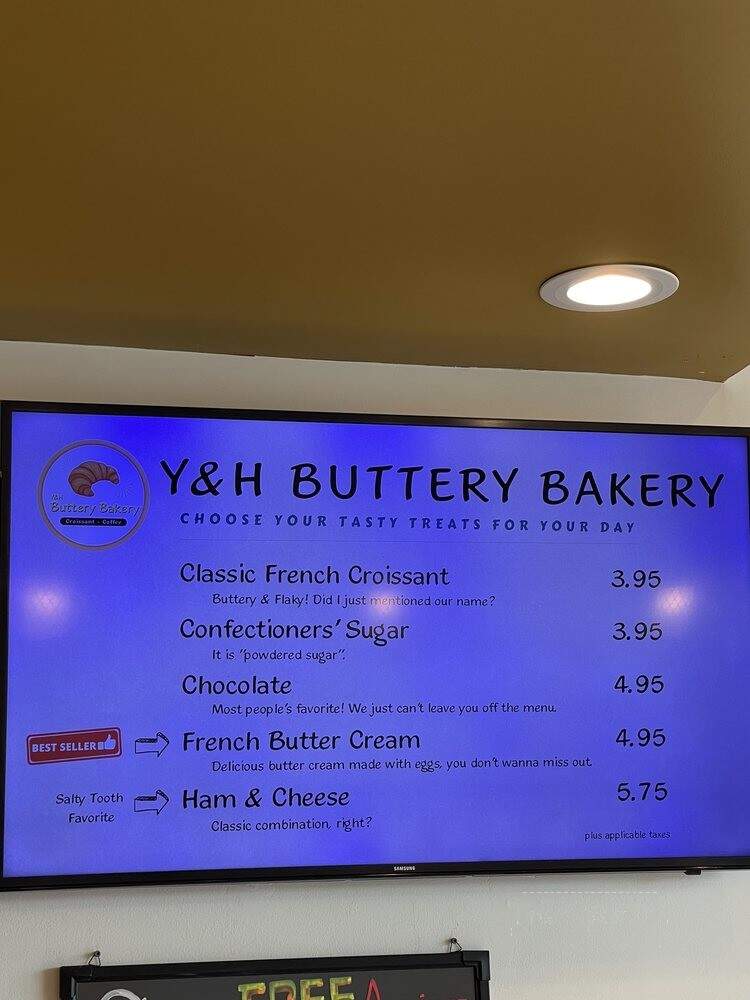 Y&H
Buttery Bakery
Croissant - Coffee
Y&H BUTTERY BAKERY
CHOOSE YOUR TASTY TREATS FOR YOUR DAY
Classic French Croissant 3.95
Buttery & Flaky! Did I just mentioned our name?
Confectioners' Sugar 3.95
It is "powdered sugar".
Chocolate 4.95
Most people's favorite! We just can't leave you off the menu.
BEST SELLER French Butter Cream 4.95
Delicious butter cream made with eggs, you don't wanna miss out.
Salty Tooth
Favorite
Ham & Cheese 5.75
Classic combination, right?
plus applicable taxes
SAMSUNG
FREE